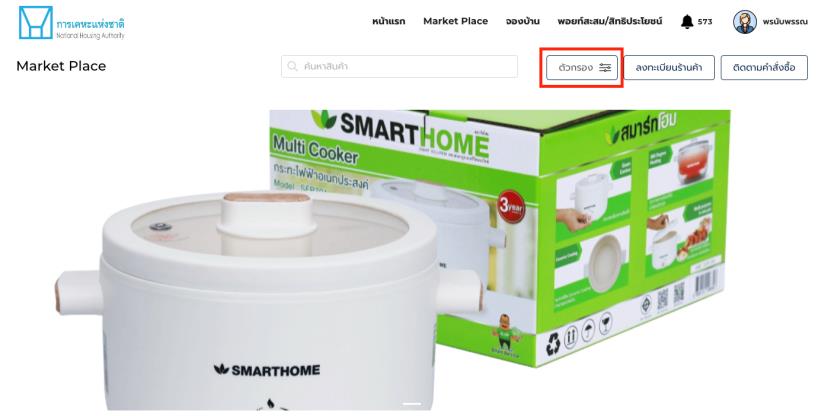 การเคหะแห่งชาติ
National Housing Authority
หน้าแรก Market Place จองบ้าน พอยท์สะสม/สิทธิประโยชน์ 573 พรนับพรรณ
Market Place
ค้นหาสินค้า
ตัวกรอง
ลงทะเบียนร้านค้า
ติดตามคำสั่งซื้อ
SMARTHOME
Multi Cooker
กระทะไฟฟ้าอเนกประสงค์
3year
สมาร์ทโฮม
SMARTHOME